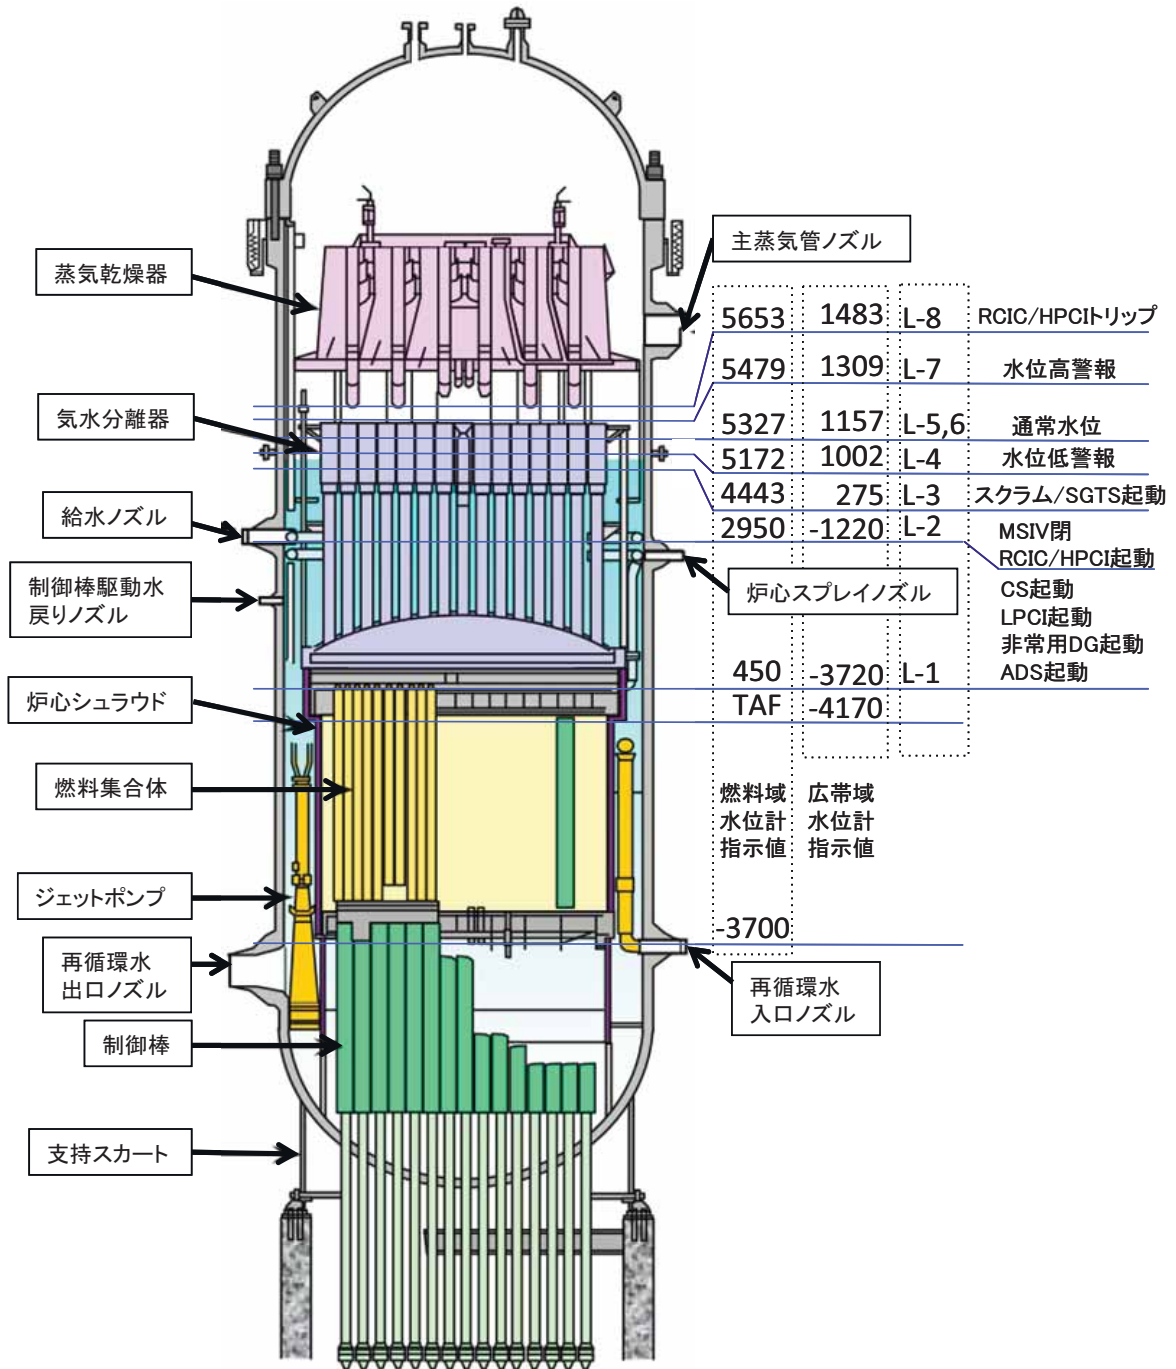 主蒸気管ノズル
蒸気乾燥器
5653 1483 L-8 RCIC/HPCIトリップ
5479 1309 L-7 水位高警報
気水分離器
5327 1157 L-5,6 通常水位
5172 1002 L-4 水位低警報
4443 275 L-3 スクラム/SGTS起動
給水ノズル
2950 -1220 L-2 MSIV閉
RCIC/HPCI起動
制御棒駆動水
戻りノズル
炉心スプレイノズル
CS起動
LPCI起動
非常用DG起動
450 -3720 L-1 ADS起動
炉心シュラウド
TAF -4170
燃料集合体
燃料域
水位計
指示値
広帯域
水位計
指示値
ジェットポンプ
-3700
再循環水
出口ノズル
再循環水
入口ノズル
制御棒
支持スカート